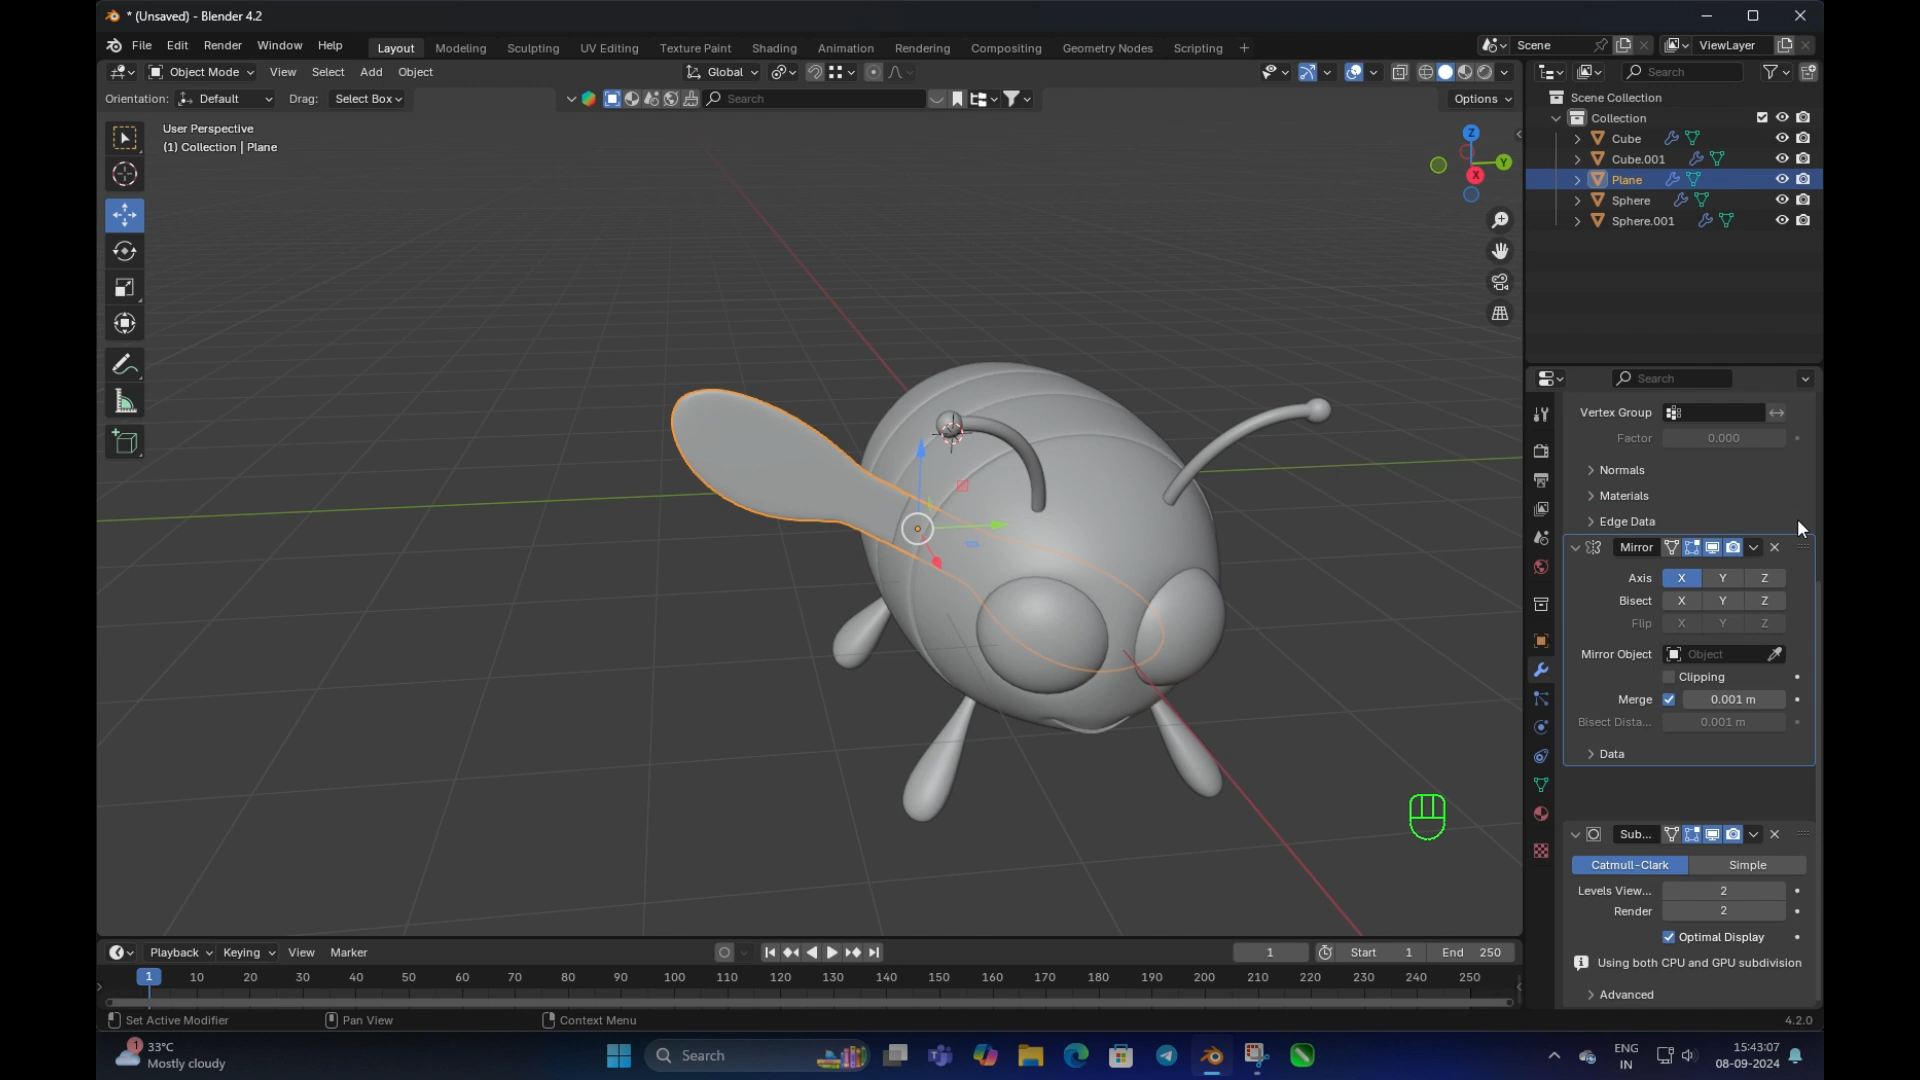 * (Unsaved) - Blender 4.2
File Edit Render Window Help Layout Modeling Sculpting UV Editing Texture Paint Shading Animation Rendering Compositing Geometry Nodes Scripting + Scene ViewLayer
Object Mode View Select Add Object Global Search
Orientation: Default Drag: Select Box Search Options
User Perspective
(1) Collection | Plane
Z
Y
X
Scene Collection
Collection
Cube
Cube.001
Plane
Sphere
Sphere.001
Search
Vertex Group
Factor 0.000
Normals
Materials
Edge Data
Mirror
Axis X Y Z
Bisect X Y Z
Flip X Y Z
Mirror Object Object
Clipping
Merge 0.001 m
Bisect Dista... 0.001 m
Data
Sub...
Catmull-Clark Simple
Levels View... 2
Render 2
Optimal Display
Using both CPU and GPU subdivision
Advanced
Playback Keying View Marker 1 Start 1 End 250
1 10 20 30 40 50 60 70 80 90 100 110 120 130 140 150 160 170 180 190 200 210 220 230 240 250
Set Active Modifier Pan View Context Menu 4.2.0
1 33°C
Mostly cloudy
Search
ENG
IN
15:43:07
08-09-2024